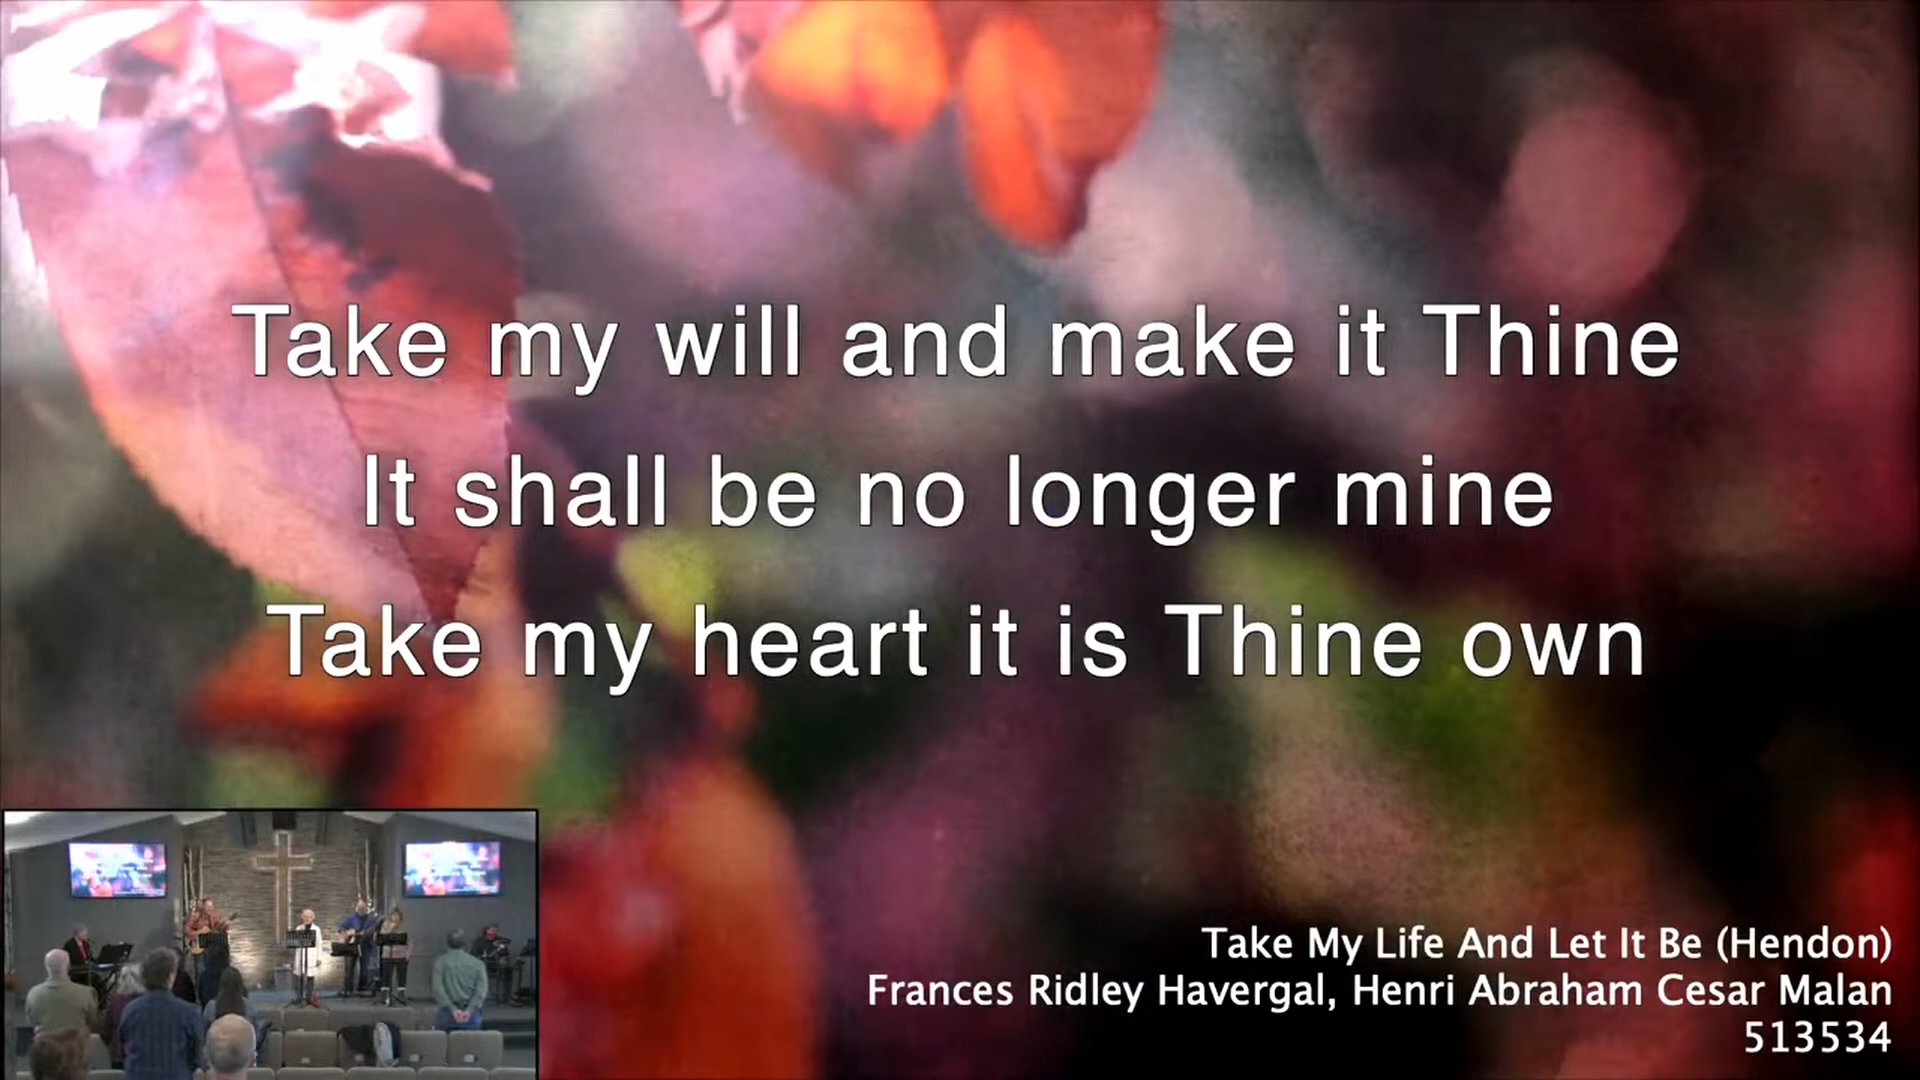 Take my will and make it Thine
It shall be no longer mine
Take my heart it is Thine own
Take My Life And Let It Be (Hendon)
Frances Ridley Havergal, Henri Abraham Cesar Malan
513534